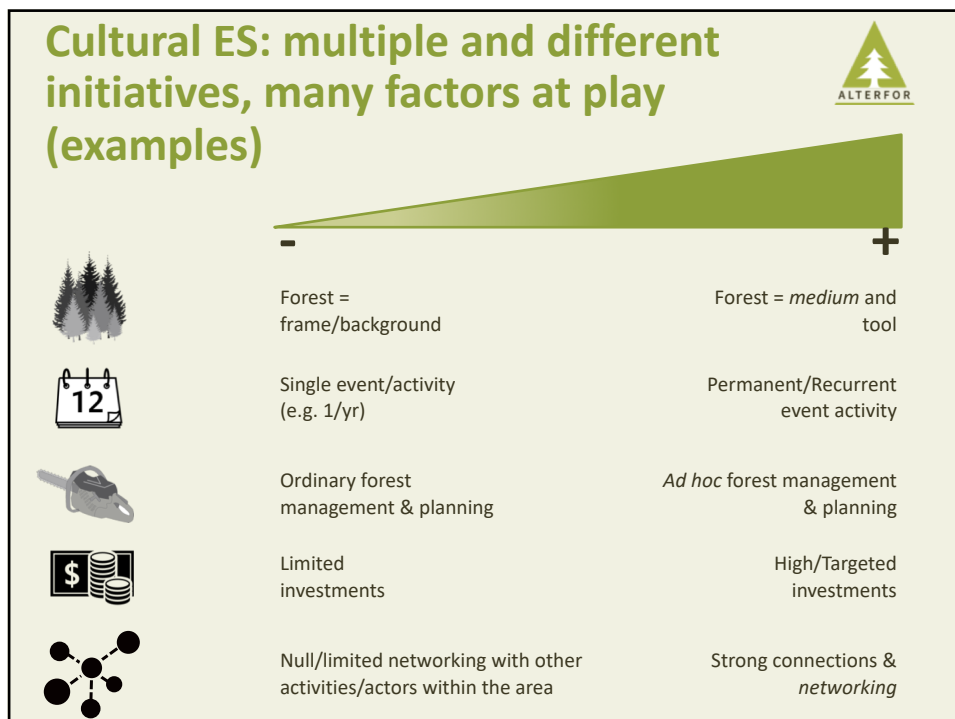 Cultural ES: multiple and different
initiatives, many factors at play
(examples)
ALTERFOR
-
+
Forest =
frame/background
Forest = medium and
tool
12
Single event/activity
(e.g. 1/yr)
Permanent/Recurrent
event activity
Ordinary forest
management & planning
Ad hoc forest management
& planning
$
Limited
investments
High/Targeted
investments
Null/limited networking with other
activities/actors within the area
Strong connections &
networking